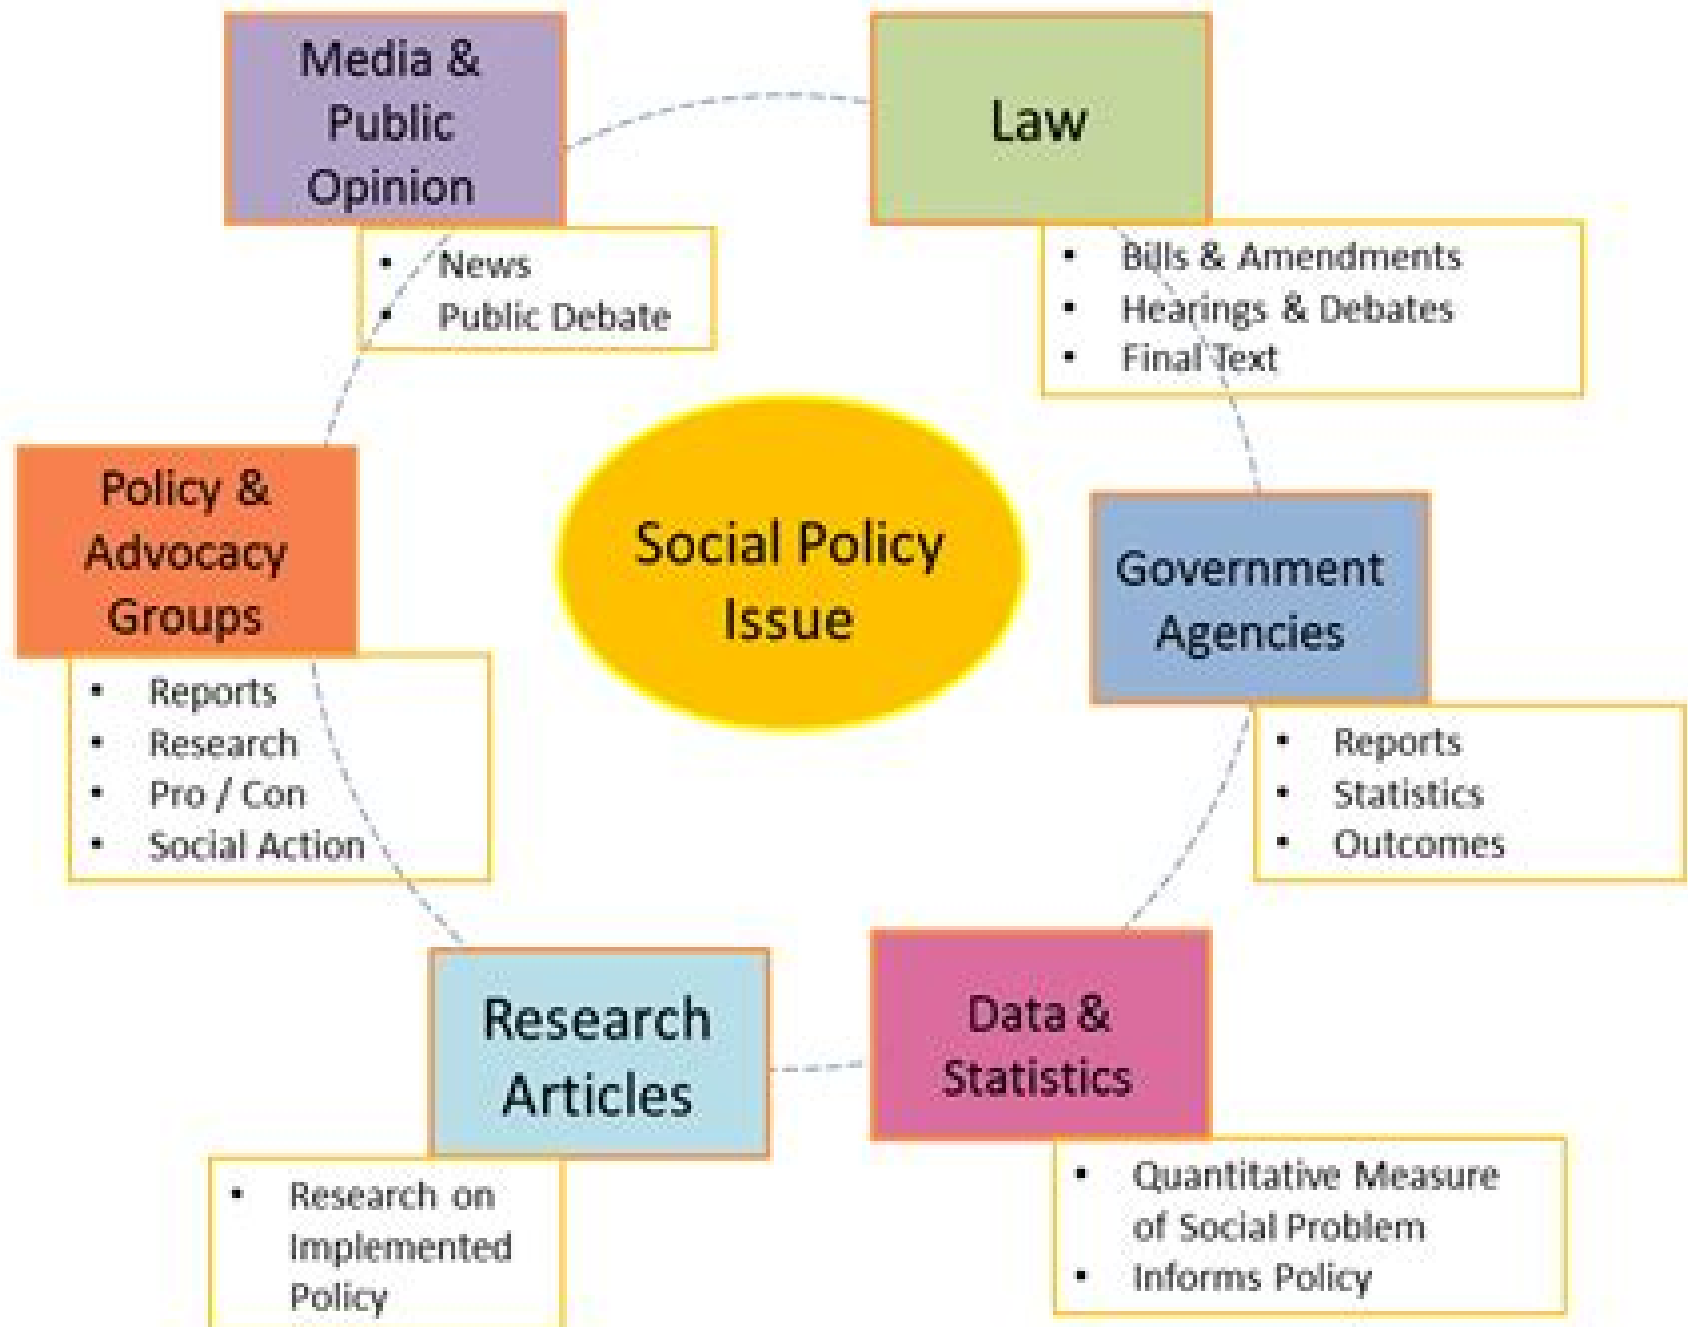 Media &
Public
Opinion
• News
• Public Debate
Law
• Bills & Amendments
• Hearings & Debates
• Final Text
Policy &
Advocacy
Groups
• Reports
• Research
• Pro / Con
• Social Action
Social Policy
Issue
Government
Agencies
• Reports
• Statistics
• Outcomes
Research
Articles
• Research on
Implemented
Policy
Data &
Statistics
• Quantitative Measure
of Social Problem
• Informs Policy